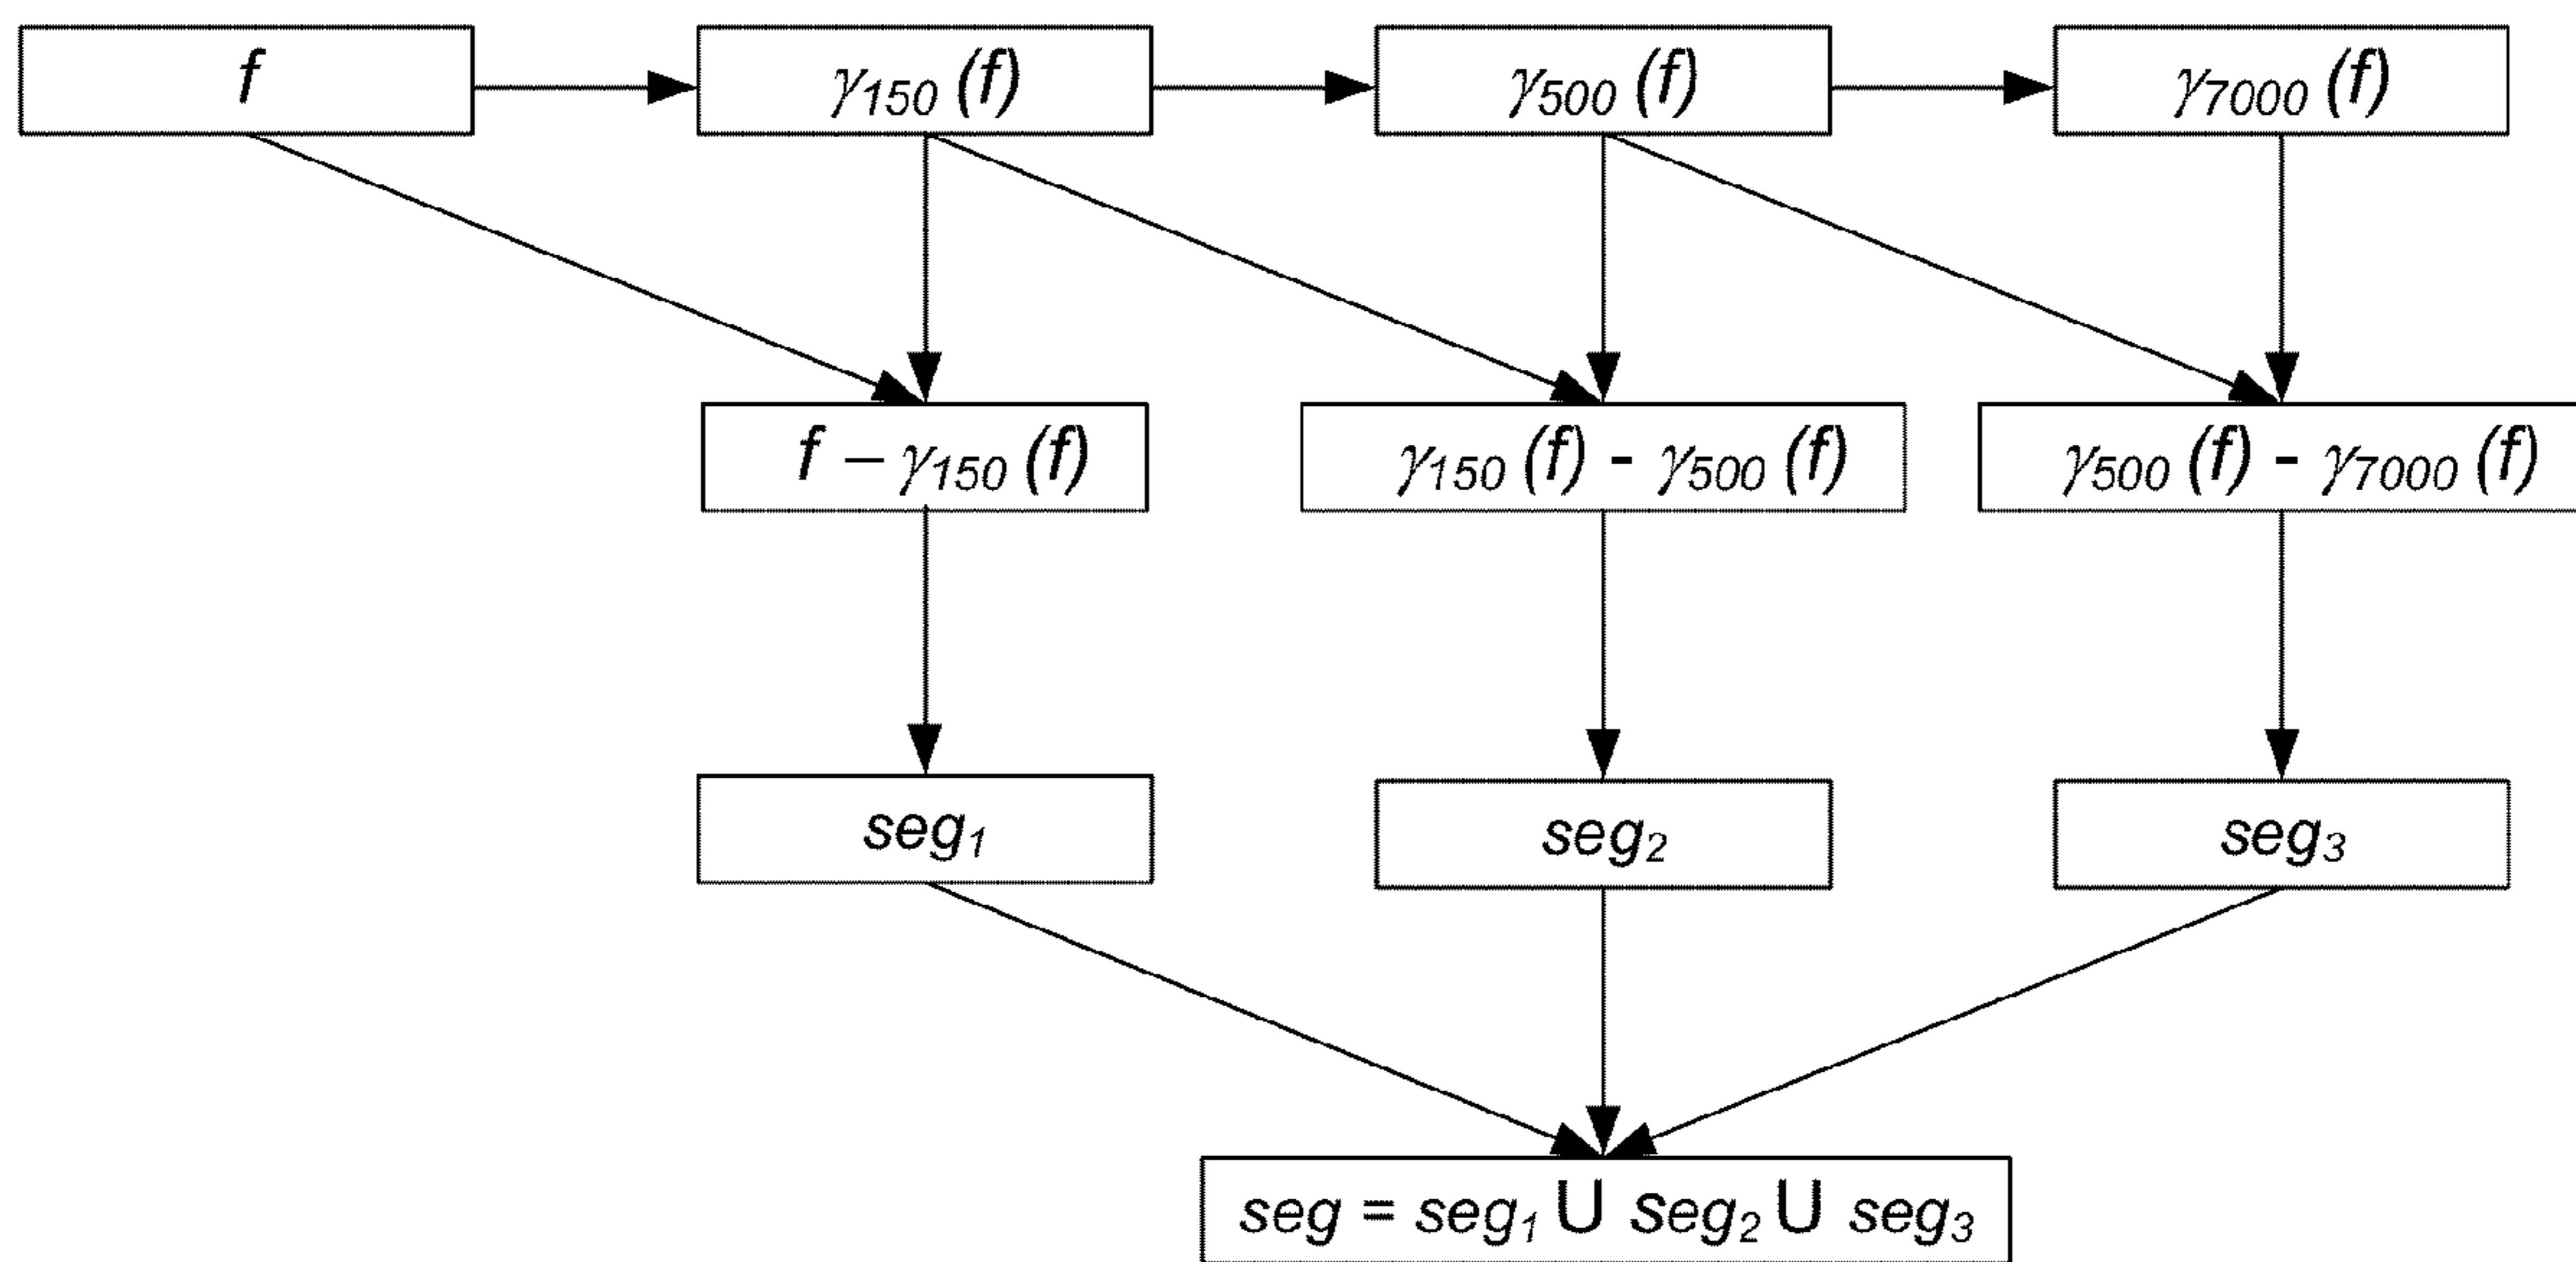 f
γ150 (f)
γ500 (f)
γ7000 (f)
f – γ150 (f)
γ150 (f) - γ500 (f)
γ500 (f) - γ7000 (f)
seg1
seg2
seg3
seg = seg1 U seg2 U seg3